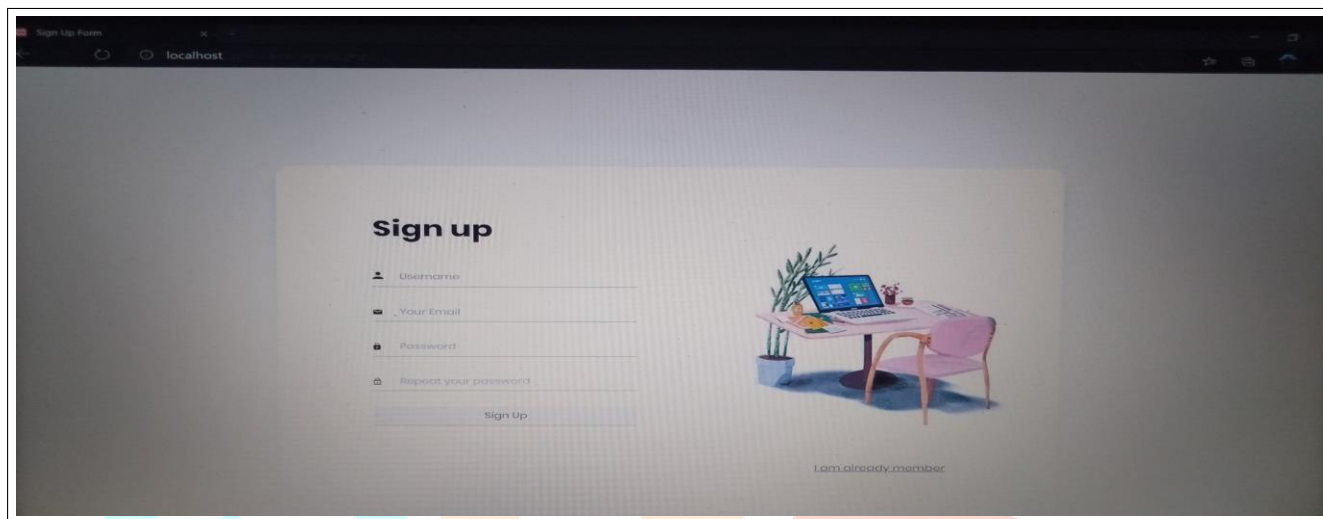 Sign Up Form
localhost
Sign up
Username
Your Email
Password
Repeat your password
Sign Up
I am already member